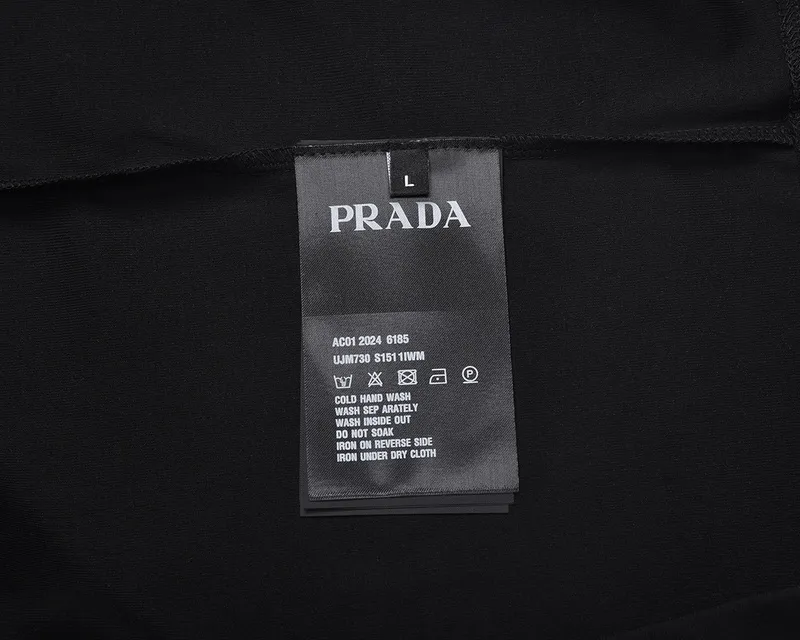 L
PRADA
AC01 2024 6185
UJM730 S151 1IWM
P
COLD HAND WASH
WASH SEP ARATELY
WASH INSIDE OUT
DO NOT SOAK
IRON ON REVERSE SIDE
IRON UNDER DRY CLOTH